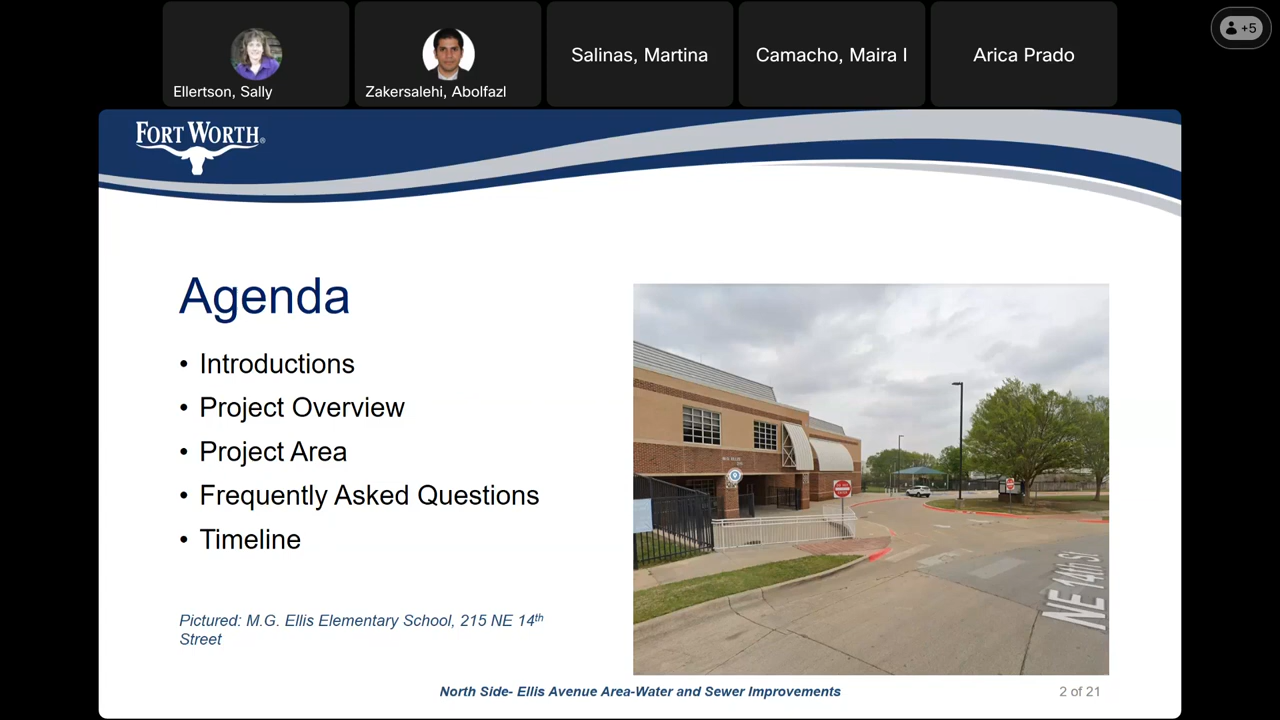 +5
Ellertson, Sally
Zakersalehi, Abolfazl
Salinas, Martina
Camacho, Maira I
Arica Prado
FORT WORTH®
Agenda
• Introductions
• Project Overview
• Project Area
• Frequently Asked Questions
• Timeline
Pictured: M.G. Ellis Elementary School, 215 NE 14th
Street
NE 14th St
North Side- Ellis Avenue Area-Water and Sewer Improvements
2 of 21